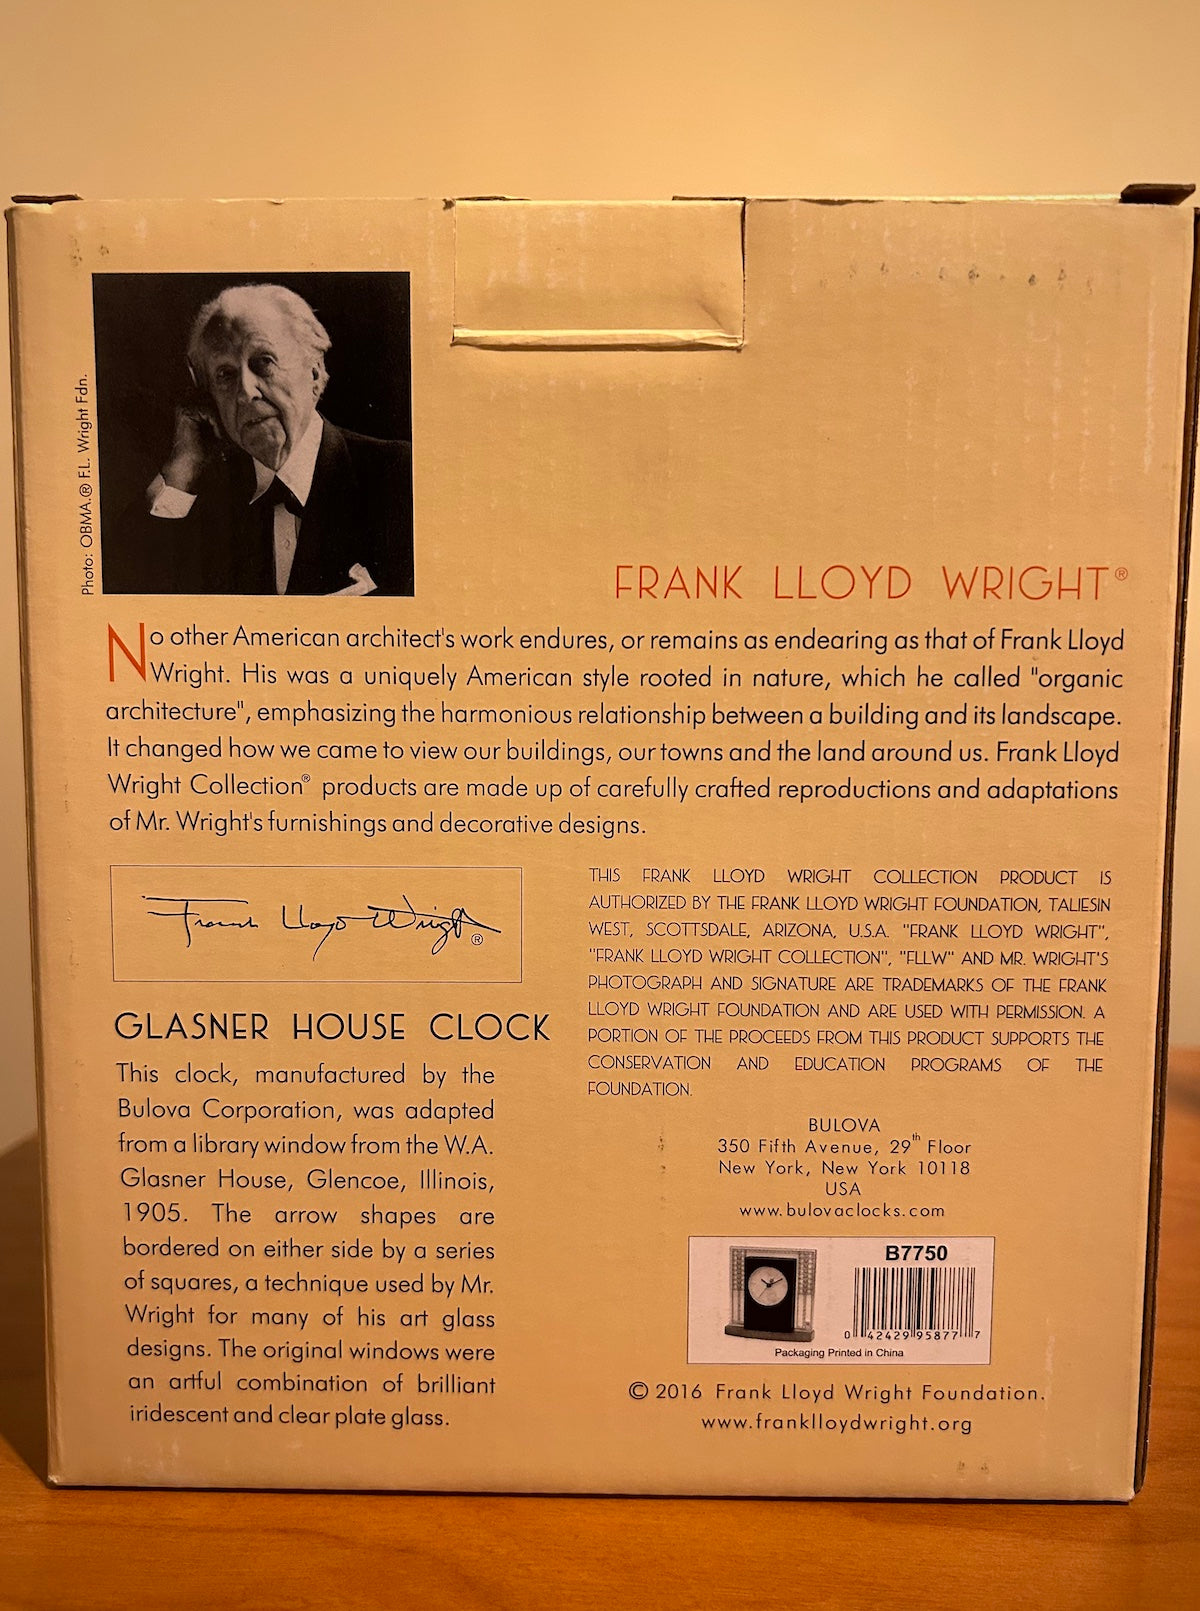 Photo: OBMA.® F.L. Wright Fdn.
FRANK LLOYD WRIGHT®
No other American architect's work endures, or remains as endearing as that of Frank Lloyd
Wright. His was a uniquely American style rooted in nature, which he called "organic
architecture", emphasizing the harmonious relationship between a building and its landscape.
It changed how we came to view our buildings, our towns and the land around us. Frank Lloyd
Wright Collection® products are made up of carefully crafted reproductions and adaptations
of Mr. Wright's furnishings and decorative designs.
Frank Lloyd Wright®
GLASNER HOUSE CLOCK
This clock, manufactured by the
Bulova Corporation, was adapted
from a library window from the W.A.
Glasner House, Glencoe, Illinois,
1905. The arrow shapes are
bordered on either side by a series
of squares, a technique used by Mr.
Wright for many of his art glass
designs. The original windows were
an artful combination of brilliant
iridescent and clear plate glass.
THIS FRANK LLOYD WRIGHT COLLECTION PRODUCT IS
AUTHORIZED BY THE FRANK LLOYD WRIGHT FOUNDATION, TALIESIN
WEST, SCOTTSDALE, ARIZONA, U.S.A. "FRANK LLOYD WRIGHT",
"FRANK LLOYD WRIGHT COLLECTION", "FLLW" AND MR. WRIGHT'S
PHOTOGRAPH AND SIGNATURE ARE TRADEMARKS OF THE FRANK
LLOYD WRIGHT FOUNDATION AND ARE USED WITH PERMISSION. A
PORTION OF THE PROCEEDS FROM THIS PRODUCT SUPPORTS THE
CONSERVATION AND EDUCATION PROGRAMS OF THE
FOUNDATION.
BULOVA
350 Fifth Avenue, 29th Floor
New York, New York 10118
USA
www.bulovaclocks.com
B7750
0 42429 95877 7
Packaging Printed in China
© 2016 Frank Lloyd Wright Foundation.
www.franklloydwright.org